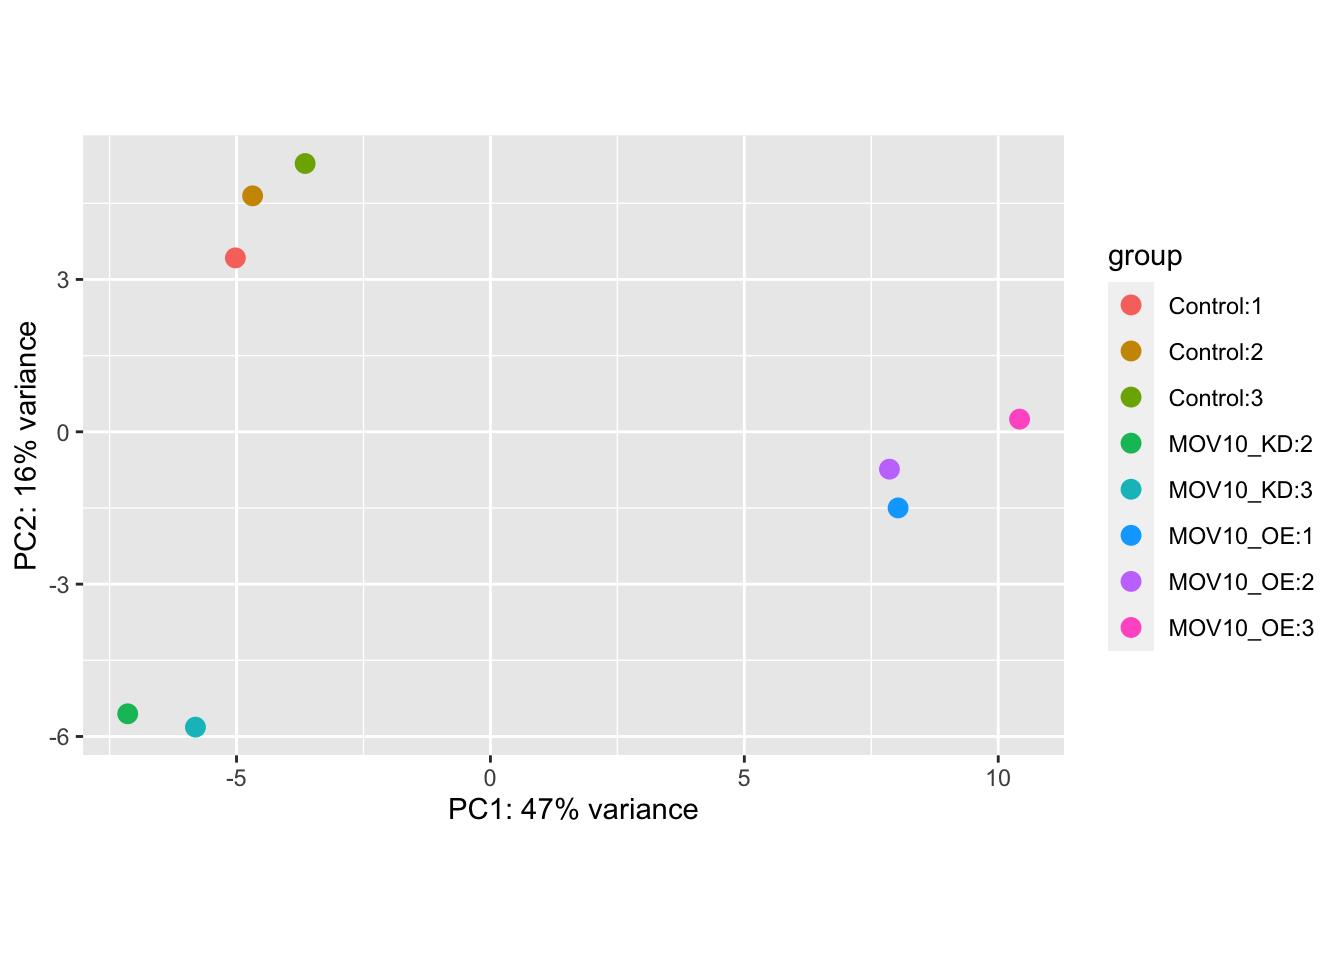 3
0
-3
-6
PC2: 16% variance
-5
0
5
10
PC1: 47% variance
group
Control:1
Control:2
Control:3
MOV10_KD:2
MOV10_KD:3
MOV10_OE:1
MOV10_OE:2
MOV10_OE:3